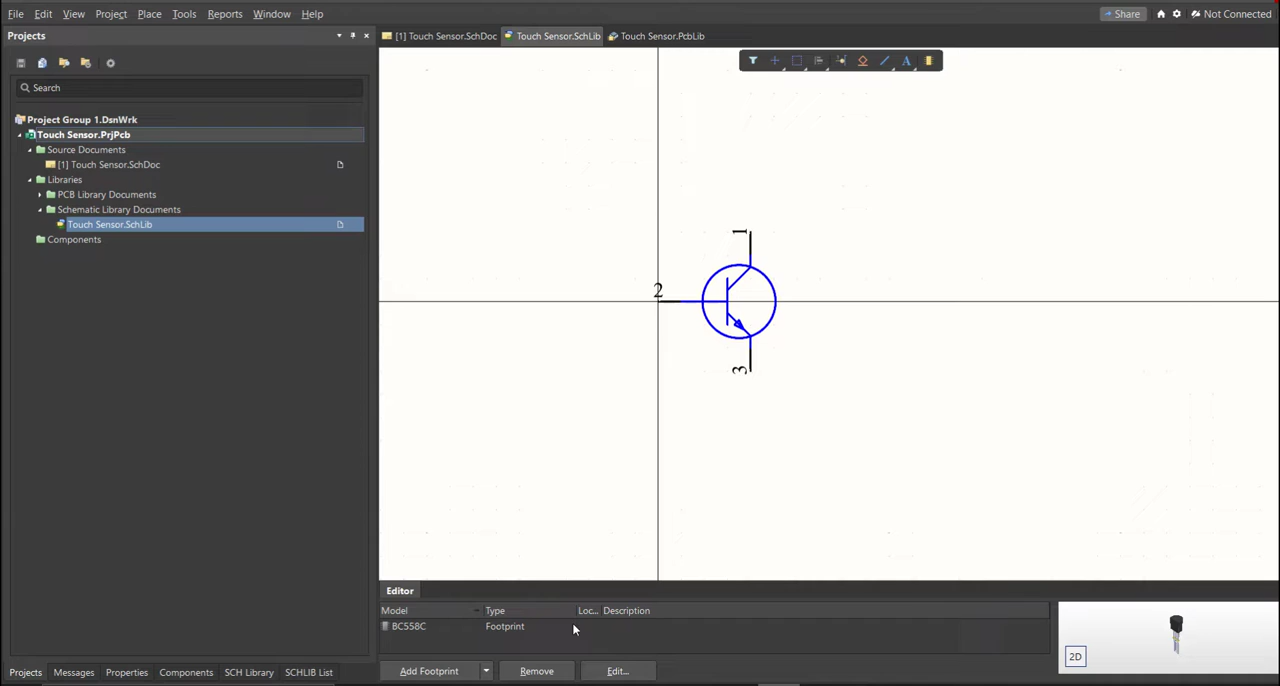 File Edit View Project Place Tools Reports Window Help Share Not Connected
Projects
[1] Touch Sensor.SchDoc Touch Sensor.SchLib Touch Sensor.PcbLib
Search
Project Group 1.DsnWrk
Touch Sensor.PrjPcb
Source Documents
[1] Touch Sensor.SchDoc
Libraries
PCB Library Documents
Schematic Library Documents
Touch Sensor.SchLib
Components
1
2
3
Editor
Model Type Loc... Description
BC558C Footprint
2D
Add Footprint Remove Edit...
Projects Messages Properties Components SCH Library SCHLIB List